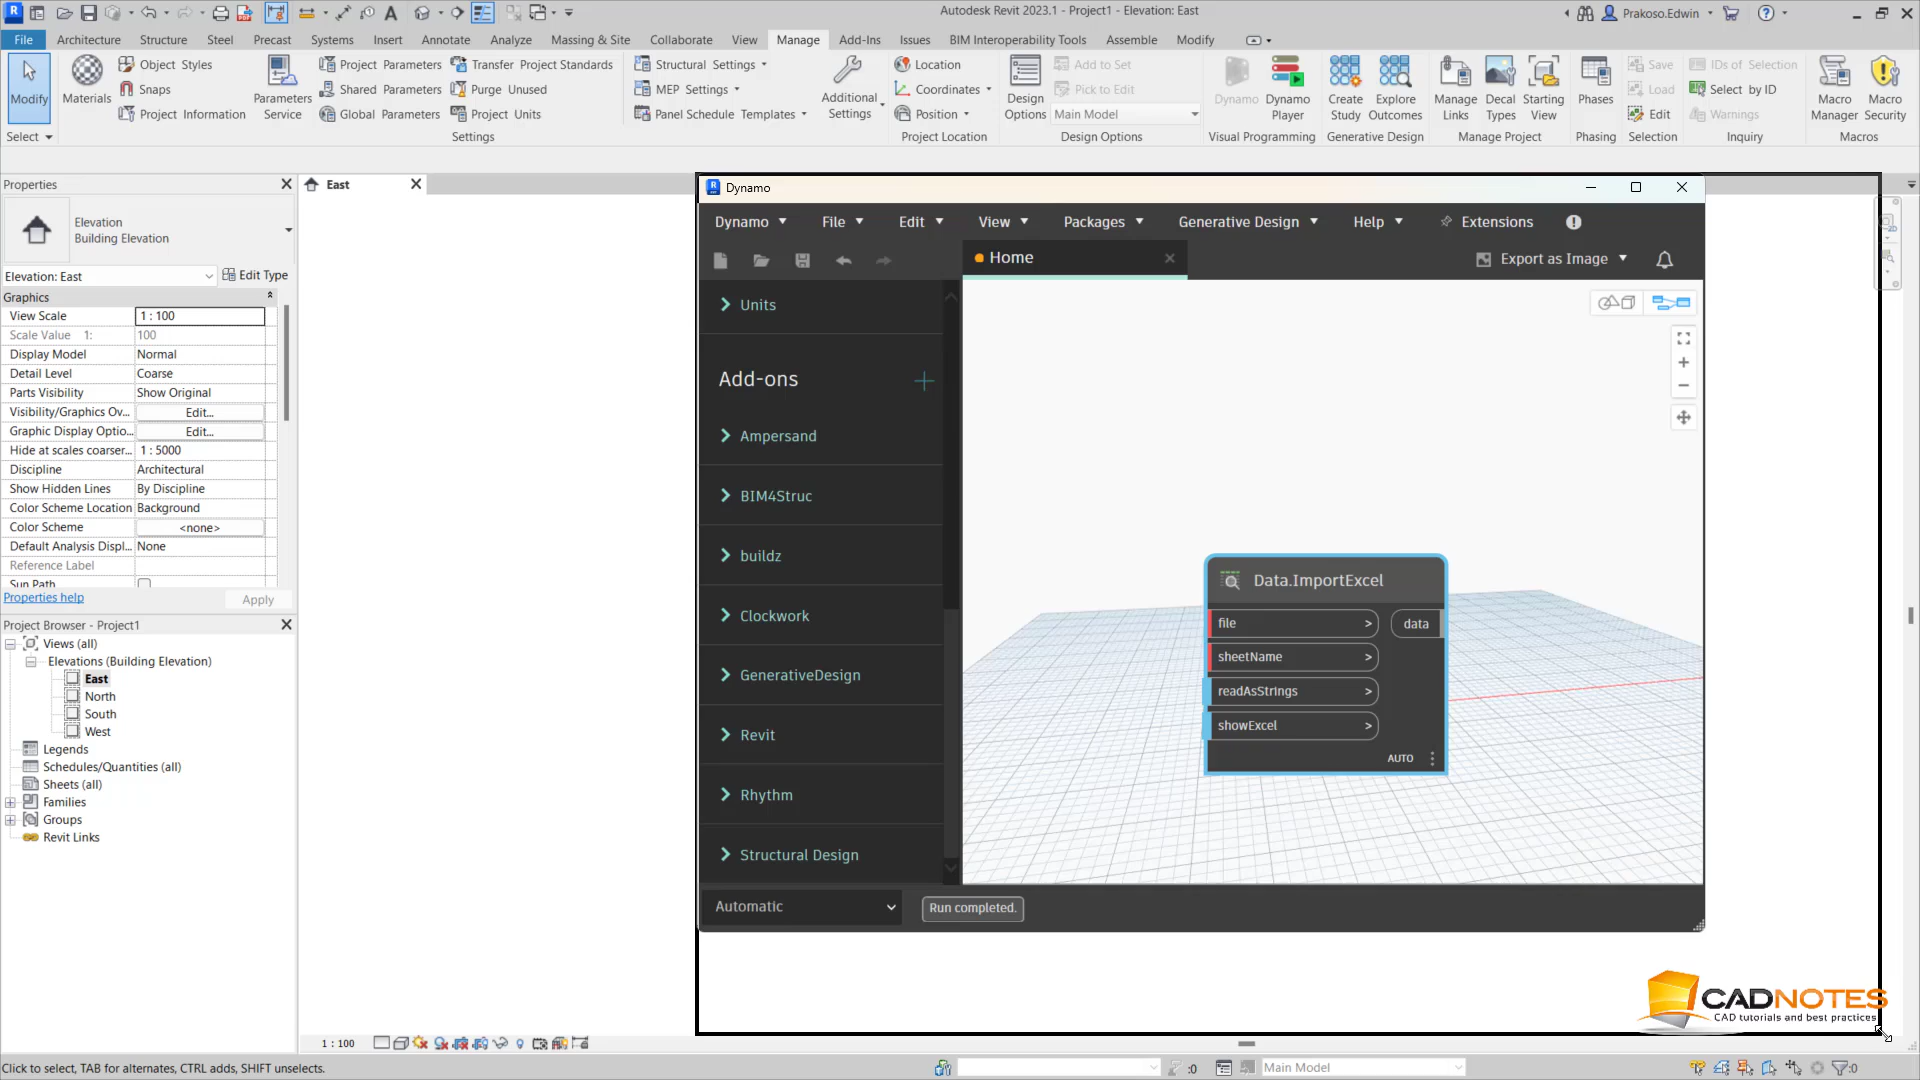 Autodesk Revit 2023.1 - Project1 - Elevation: East
Prakoso.Edwin
File Architecture Structure Steel Precast Systems Insert Annotate Analyze Massing & Site Collaborate View Manage Add-Ins Issues BIM Interoperability Tools Assemble Modify
Modify
Select
Materials
Object Styles
Snaps
Project Information
Parameters Service
Project Parameters
Shared Parameters
Global Parameters
Transfer Project Standards
Purge Unused
Project Units
Settings
Structural Settings
MEP Settings
Panel Schedule Templates
Additional Settings
Location
Coordinates
Position
Project Location
Design Options
Add to Set
Pick to Edit
Main Model
Design Options
Dynamo
Dynamo Player
Visual Programming
Create Study
Explore Outcomes
Generative Design
Manage Links
Decal Types
Starting View
Manage Project
Phases
Phasing
Save
Load
Edit
Selection
IDs of Selection
Select by ID
Warnings
Inquiry
Macro Manager
Macro Security
Macros
Properties
East
Elevation
Building Elevation
Elevation: East
Edit Type
Graphics
View Scale 1 : 100
Scale Value 1: 100
Display Model Normal
Detail Level Coarse
Parts Visibility Show Original
Visibility/Graphics Ov... Edit...
Graphic Display Optio... Edit...
Hide at scales coarser... 1 : 5000
Discipline Architectural
Show Hidden Lines By Discipline
Color Scheme Location Background
Color Scheme <none>
Default Analysis Displ... None
Reference Label
Sun Path
Properties help
Apply
Project Browser - Project1
Views (all)
Elevations (Building Elevation)
East
North
South
West
Legends
Schedules/Quantities (all)
Sheets (all)
Families
Groups
Revit Links
Dynamo
Dynamo File Edit View Packages Generative Design Help Extensions
Home
Export as Image
Units
Add-ons
Ampersand
BIM4Struc
buildz
Clockwork
GenerativeDesign
Revit
Rhythm
Structural Design
Data.ImportExcel
file > data
sheetName >
readAsStrings >
showExcel >
AUTO
Automatic
Run completed.
CADNOTES
CAD tutorials and best practices
1 : 100
Click to select, TAB for alternates, CTRL adds, SHIFT unselects.
:0
Main Model
:0